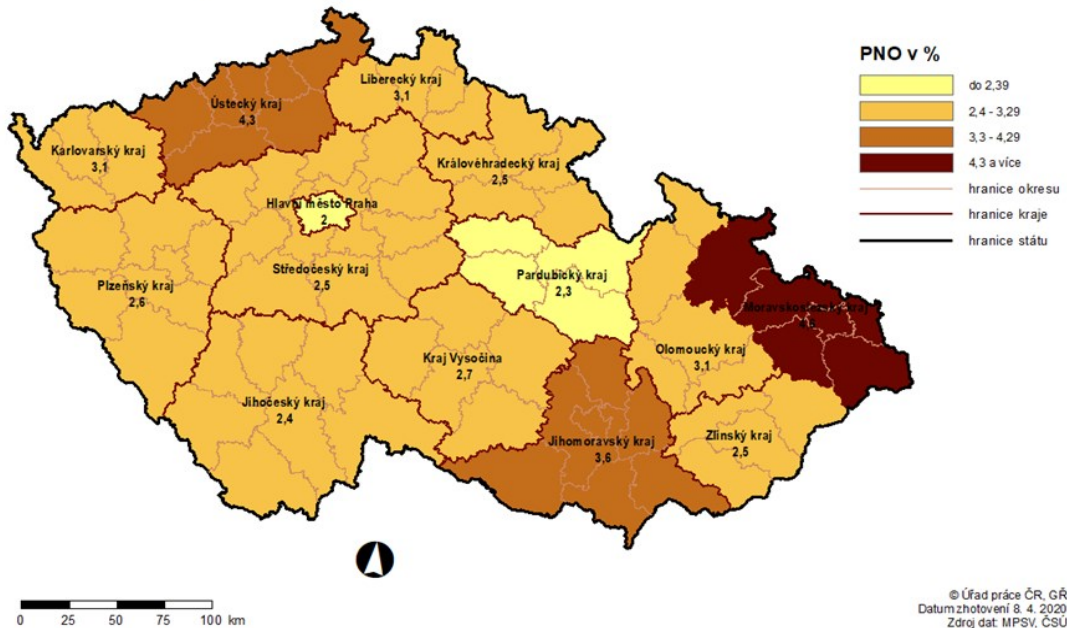 PNO v %
do 2,39
2,4 - 3,29
3,3 - 4,29
4,3 a více
hranice okresu
hranice kraje
hranice státu
Liberecký kraj
3,1
Ústecký kraj
4,3
Karlovarský kraj
3,1
Královéhradecký kraj
2,5
Hlavní město Praha
2
Středočeský kraj
2,5
Pardubický kraj
2,3
Plzeňský kraj
2,6
Moravskoslezský kraj
Olomoucký kraj
3,1
Kraj Vysočina
2,7
Jihočeský kraj
2,4
Jihomoravský kraj
3,6
Zlínský kraj
2,5
0 25 50 75 100 km
© Úřad práce ČR, GŘ
Datum zhotovení 8. 4. 2020
Zdroj dat: MPSV, ČSÚ